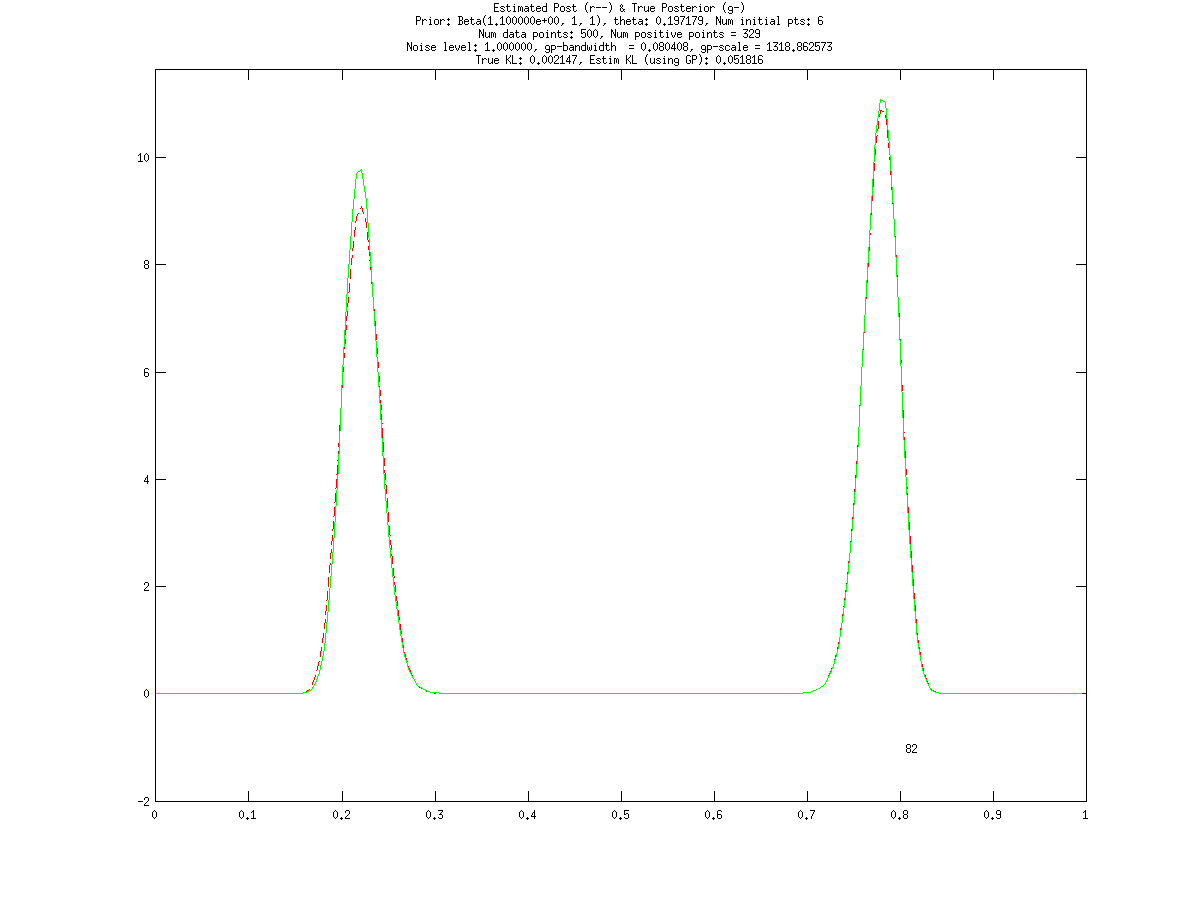 Estimated Post (r--) & True Posterior (g-)
Prior: Beta(1.100000e+00, 1, 1), theta: 0.197179, Num initial pts: 6
Num data points: 500, Num positive points = 329
Noise level: 1.000000, gp-bandwidth  = 0.080408, gp-scale = 1318.862573
True KL: 0.002147, Estim KL (using GP): 0.051816
10
8
6
4
2
0
82
-2
0 0.1 0.2 0.3 0.4 0.5 0.6 0.7 0.8 0.9 1